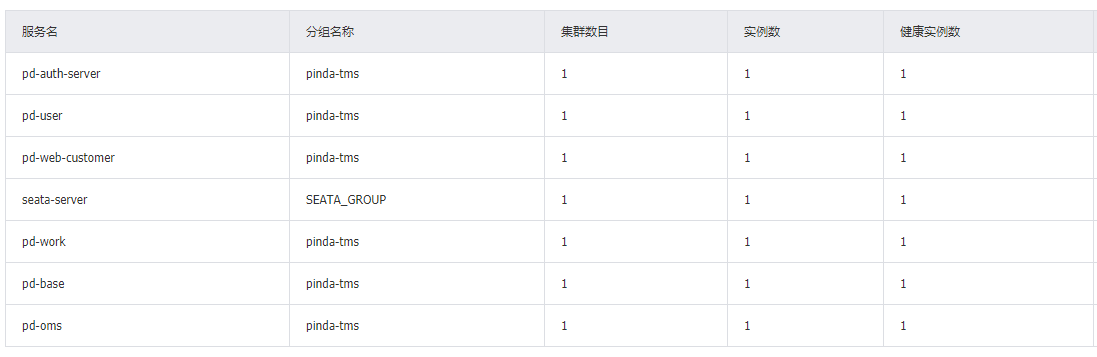 服务名 分组名称 集群数目 实例数 健康实例数
pd-auth-server pinda-tms 1 1 1
pd-user pinda-tms 1 1 1
pd-web-customer pinda-tms 1 1 1
seata-server SEATA_GROUP 1 1 1
pd-work pinda-tms 1 1 1
pd-base pinda-tms 1 1 1
pd-oms pinda-tms 1 1 1